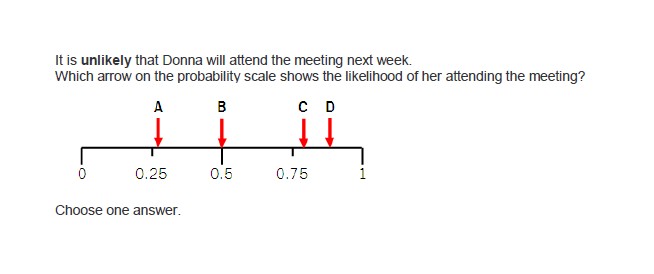 It is unlikely that Donna will attend the meeting next week.
Which arrow on the probability scale shows the likelihood of her attending the meeting?
A B C D
0 0.25 0.5 0.75 1
Choose one answer.